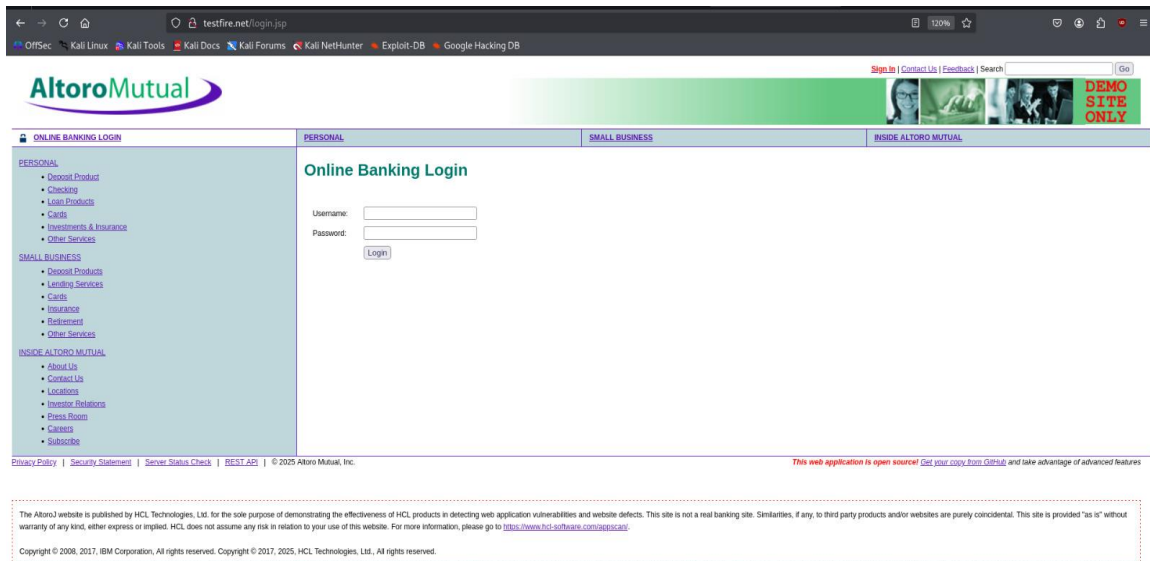 testfire.net/login.jsp
120%
OffSec Kali Linux Kali Tools Kali Docs Kali Forums Kali NetHunter Exploit-DB Google Hacking DB
Sign In | Contact Us | Feedback | Search Go
AltoroMutual
DEMO
SITE
ONLY
ONLINE BANKING LOGIN PERSONAL SMALL BUSINESS INSIDE ALTORO MUTUAL
PERSONAL
• Deposit Product
• Checking
• Loan Products
• Cards
• Investments & Insurance
• Other Services
SMALL BUSINESS
• Deposit Products
• Lending Services
• Cards
• Insurance
• Retirement
• Other Services
INSIDE ALTORO MUTUAL
• About Us
• Contact Us
• Locations
• Investor Relations
• Press Room
• Careers
• Subscribe
Online Banking Login
Username:
Password:
Login
Privacy Policy | Security Statement | Server Status Check | REST API | © 2025 Altoro Mutual, Inc.
This web application is open source! Get your copy from GitHub and take advantage of advanced features
The AltoroJ website is published by HCL Technologies, Ltd. for the sole purpose of demonstrating the effectiveness of HCL products in detecting web application vulnerabilities and website defects. This site is not a real banking site. Similarities, if any, to third party products and/or websites are purely coincidental. This site is provided "as is" without
warranty of any kind, either express or implied. HCL does not assume any risk in relation to your use of this website. For more information, please go to https://www.hcl-software.com/appscan/.
Copyright © 2008, 2017, IBM Corporation, All rights reserved. Copyright © 2017, 2025, HCL Technologies, Ltd., All rights reserved.